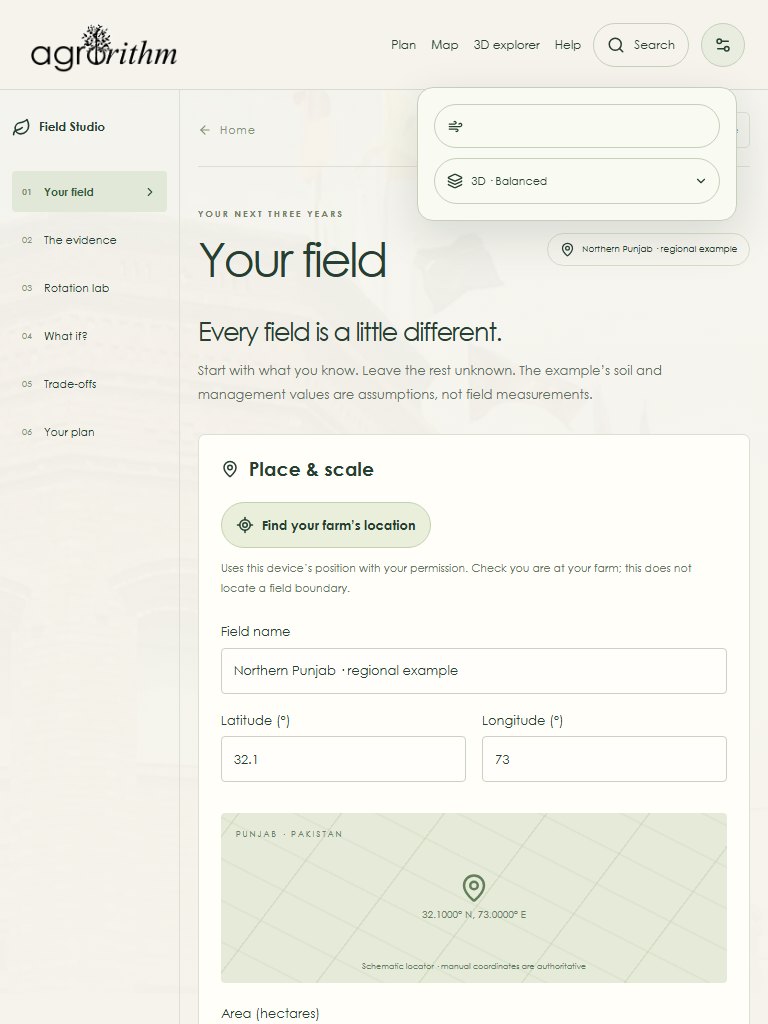 agrorithm
Plan
Map
3D explorer
Help
Search
3D · Balanced
Field Studio
01 Your field
02 The evidence
03 Rotation lab
04 What if?
05 Trade-offs
06 Your plan
Home
YOUR NEXT THREE YEARS
Your field
Northern Punjab · regional example
Every field is a little different.
Start with what you know. Leave the rest unknown. The example's soil and
management values are assumptions, not field measurements.
Place & scale
Find your farm's location
Uses this device's position with your permission. Check you are at your farm; this does not
locate a field boundary.
Field name
Northern Punjab · regional example
Latitude (°)
Longitude (°)
32.1
73
PUNJAB · PAKISTAN
32.1000° N, 73.0000° E
Schematic locator · manual coordinates are authoritative
Area (hectares)